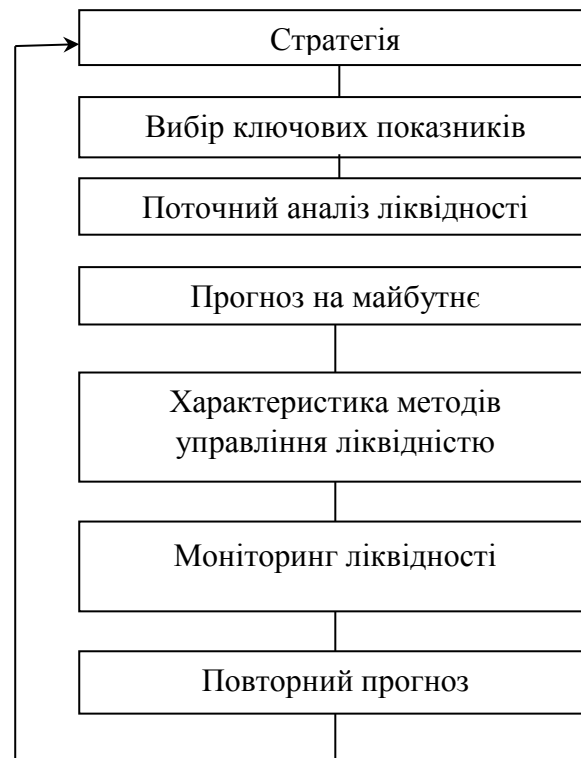 Стратегія
Вибір ключових показників
Поточний аналіз ліквідності
Прогноз на майбутнє
Характеристика методів
управління ліквідністю
Моніторинг ліквідності
Повторний прогноз